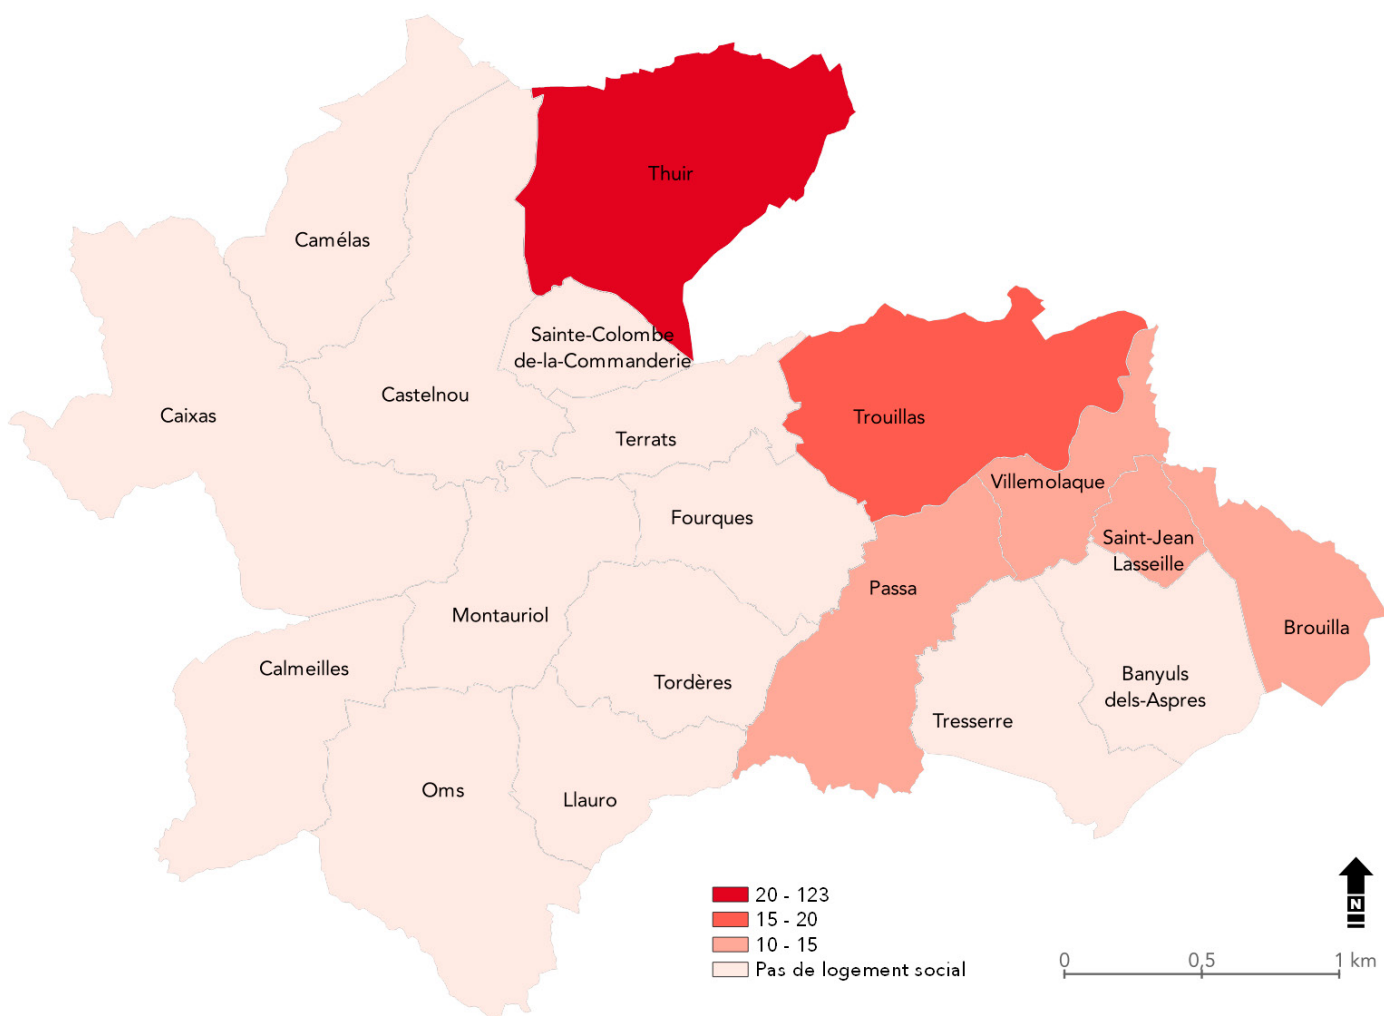 Thuir
Camélas
Sainte-Colombe
de-la-Commanderie
Castelnou
Caixas
Trouillas
Terrats
Villemolaque
Fourques
Saint-Jean
Lasseille
Passa
Montauriol
Brouilla
Calmeilles
Tordères
Banyuls
dels-Aspres
Tresserre
Oms
Llauro
20 - 123
15 - 20
10 - 15
Pas de logement social
N
0 0,5 1 km